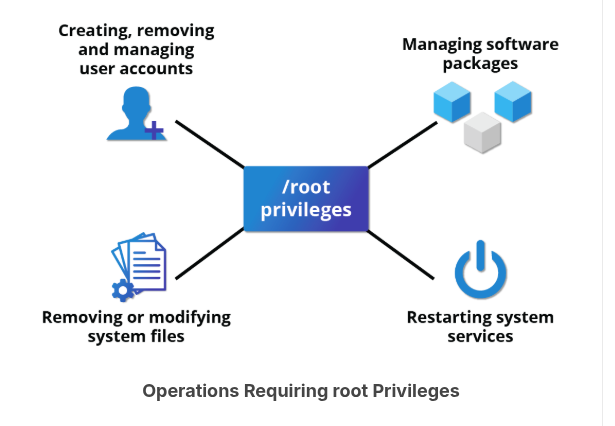 Creating, removing
and managing
user accounts
Managing software
packages
/root
privileges
Removing or modifying
system files
Restarting system
services
Operations Requiring root Privileges